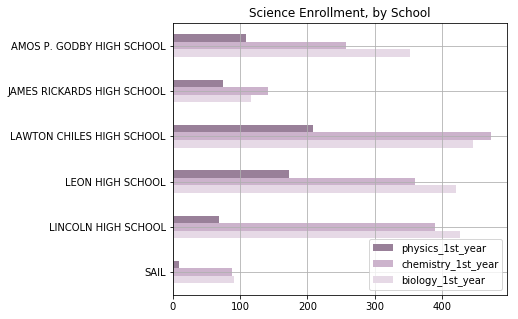 Science Enrollment, by School
AMOS P. GODBY HIGH SCHOOL
JAMES RICKARDS HIGH SCHOOL
LAWTON CHILES HIGH SCHOOL
LEON HIGH SCHOOL
LINCOLN HIGH SCHOOL
SAIL
physics_1st_year
chemistry_1st_year
biology_1st_year
0 100 200 300 400